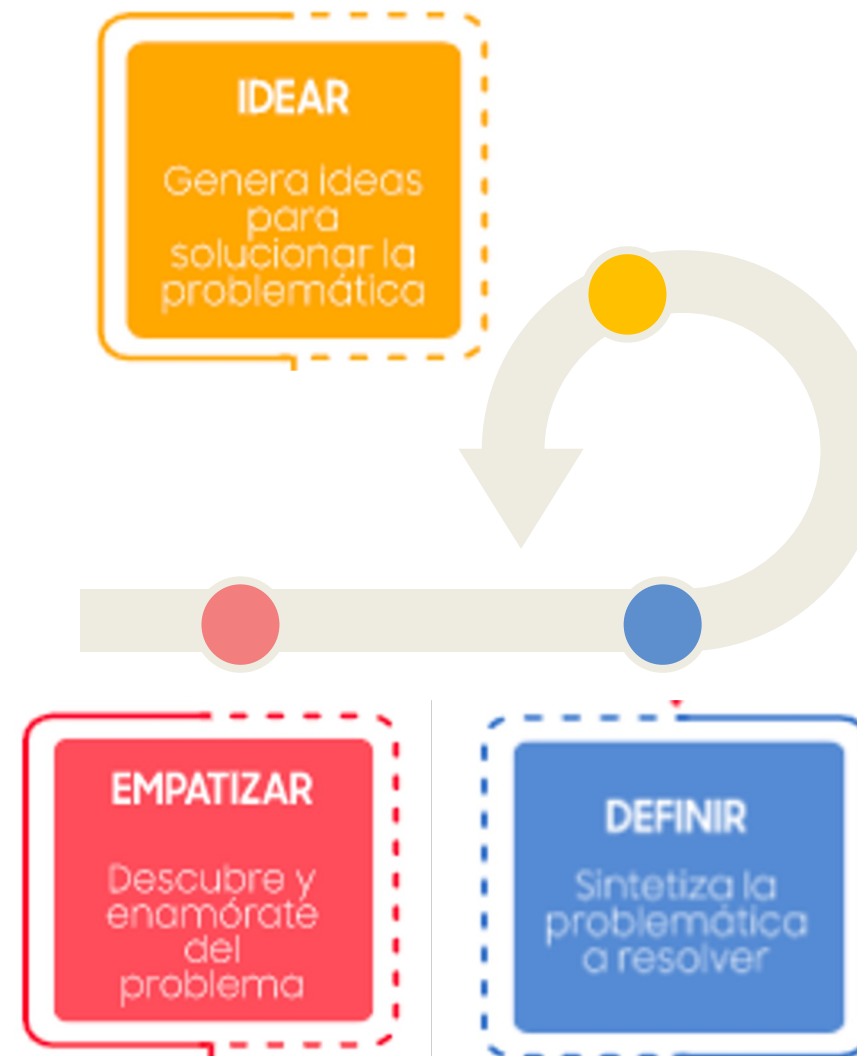 IDEAR
Genera ideas
para
solucionar la
problemática
EMPATIZAR
Descubre y
enamórate
del
problema
DEFINIR
Sintetiza la
problemática
a resolver